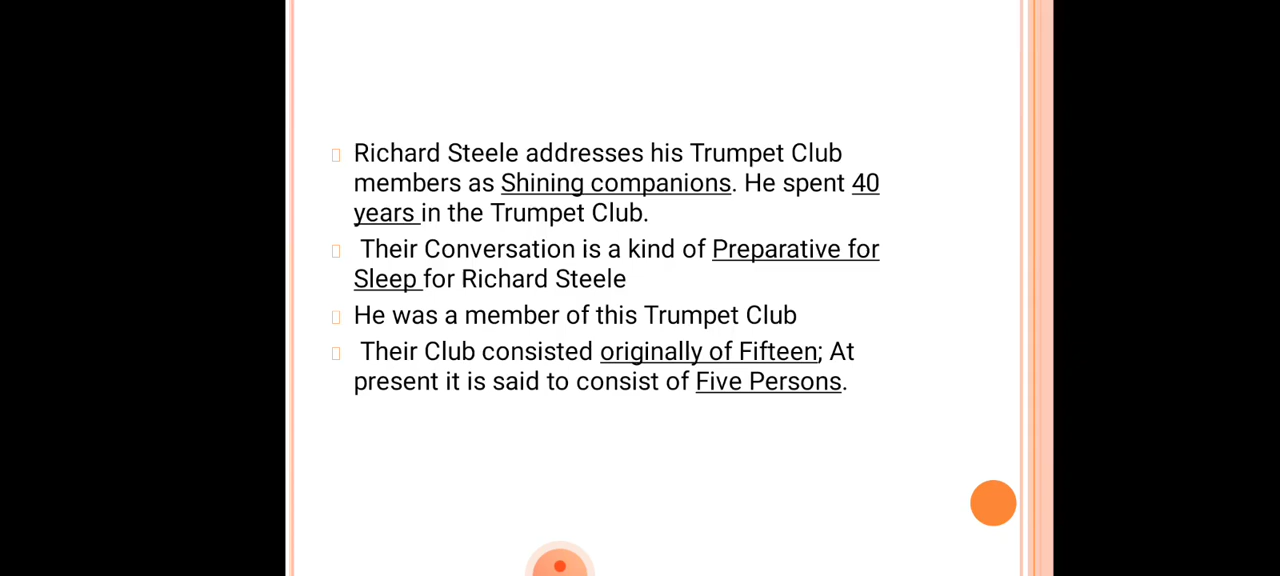 Richard Steele addresses his Trumpet Club
members as Shining companions. He spent 40
years in the Trumpet Club.
Their Conversation is a kind of Preparative for
Sleep for Richard Steele
He was a member of this Trumpet Club
Their Club consisted originally of Fifteen; At
present it is said to consist of Five Persons.